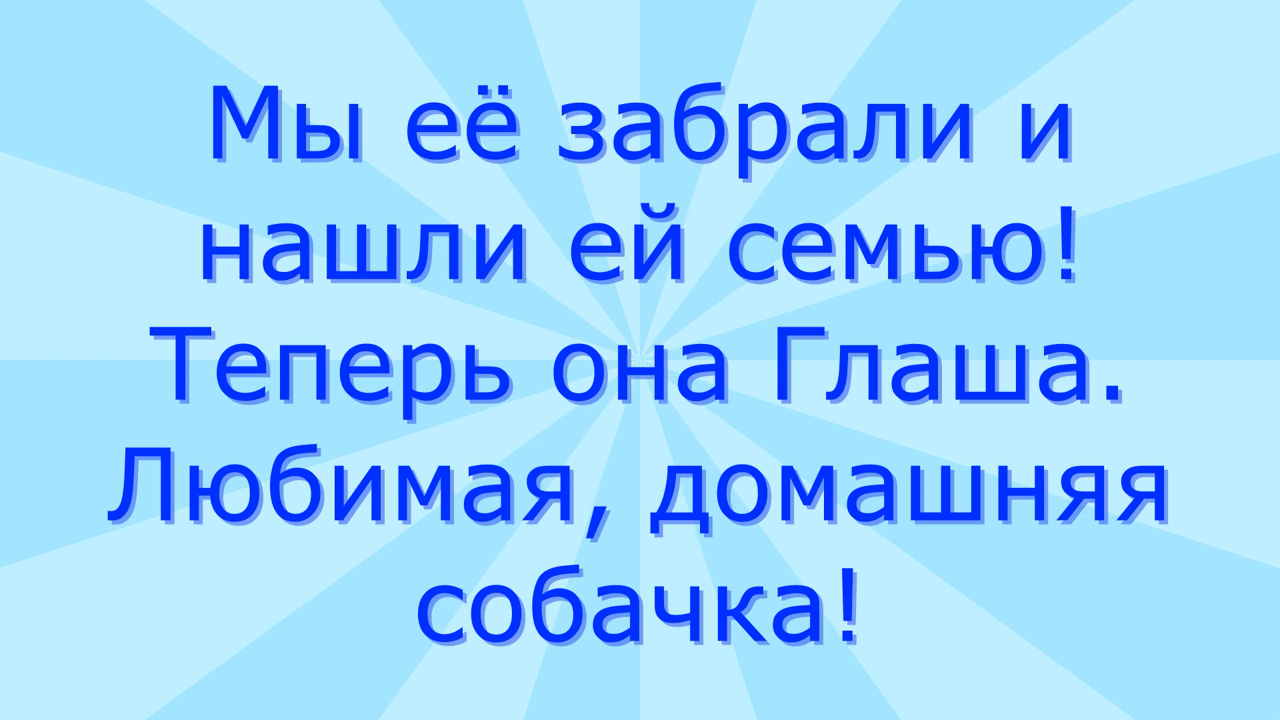 Мы её забрали и
нашли ей семью!
Теперь она Глаша.
Любимая, домашняя
собачка!